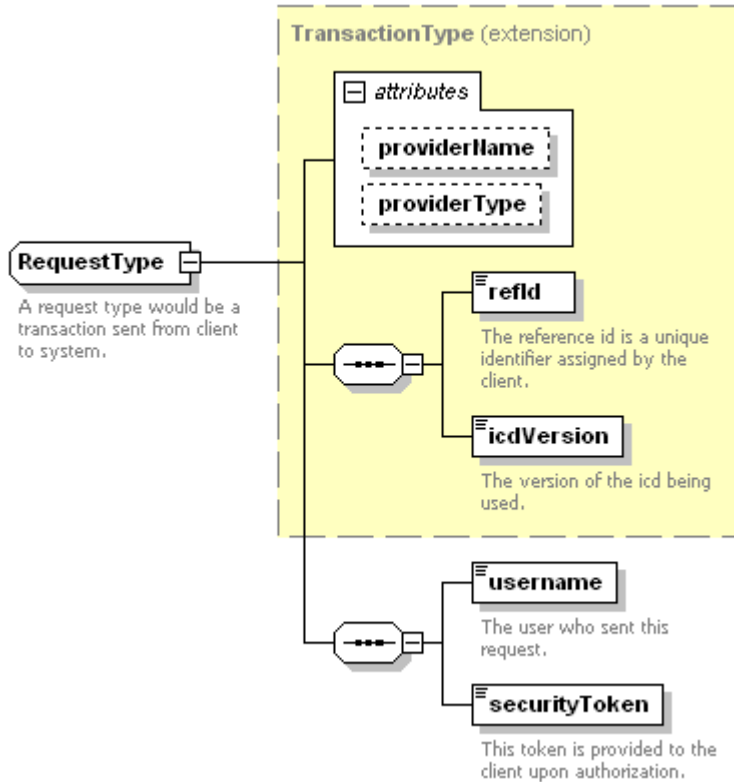 TransactionType (extension)
attributes
providerName
providerType
RequestType
A request type would be a
transaction sent from client
to system.
refId
The reference id is a unique
identifier assigned by the
client.
icdVersion
The version of the icd being
used.
username
The user who sent this
request.
securityToken
This token is provided to the
client upon authorization.